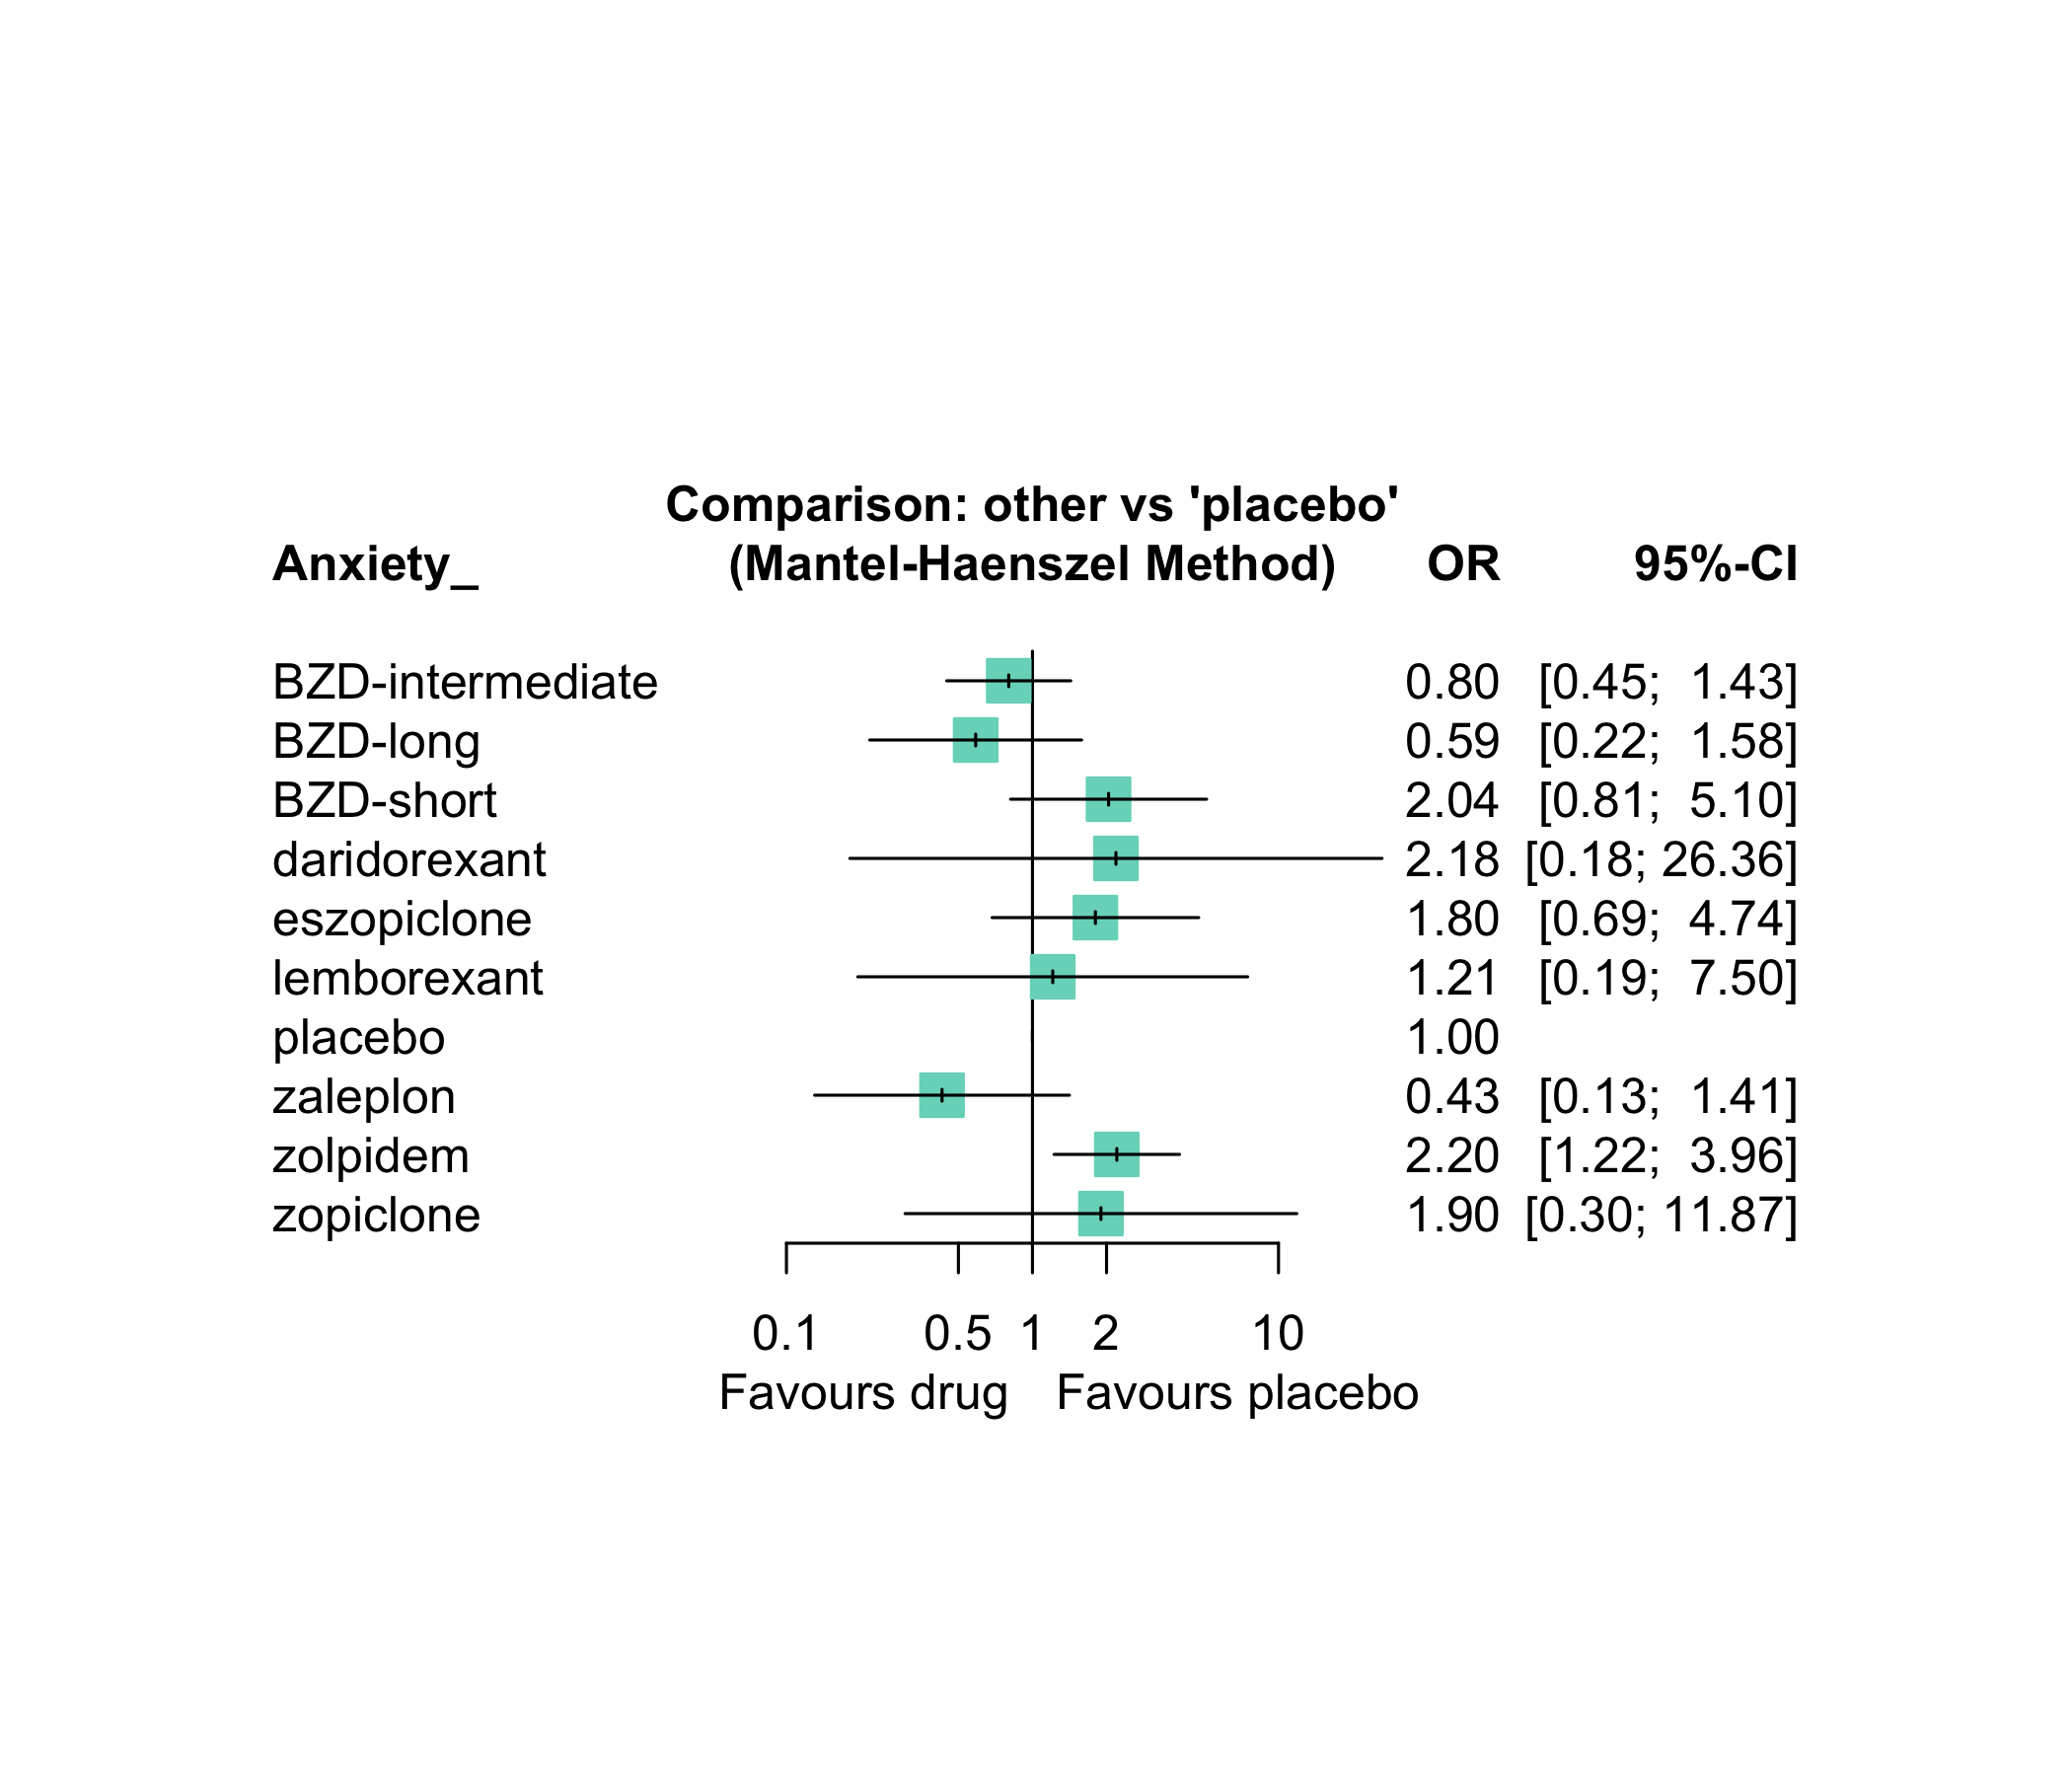 Comparison: other vs 'placebo'
Anxiety_ (Mantel-Haenszel Method) OR 95%-CI
BZD-intermediate 0.80 [0.45; 1.43]
BZD-long 0.59 [0.22; 1.58]
BZD-short 2.04 [0.81; 5.10]
daridorexant 2.18 [0.18; 26.36]
eszopiclone 1.80 [0.69; 4.74]
lemborexant 1.21 [0.19; 7.50]
placebo 1.00
zaleplon 0.43 [0.13; 1.41]
zolpidem 2.20 [1.22; 3.96]
zopiclone 1.90 [0.30; 11.87]
0.1 0.5 1 2 10
Favours drug Favours placebo